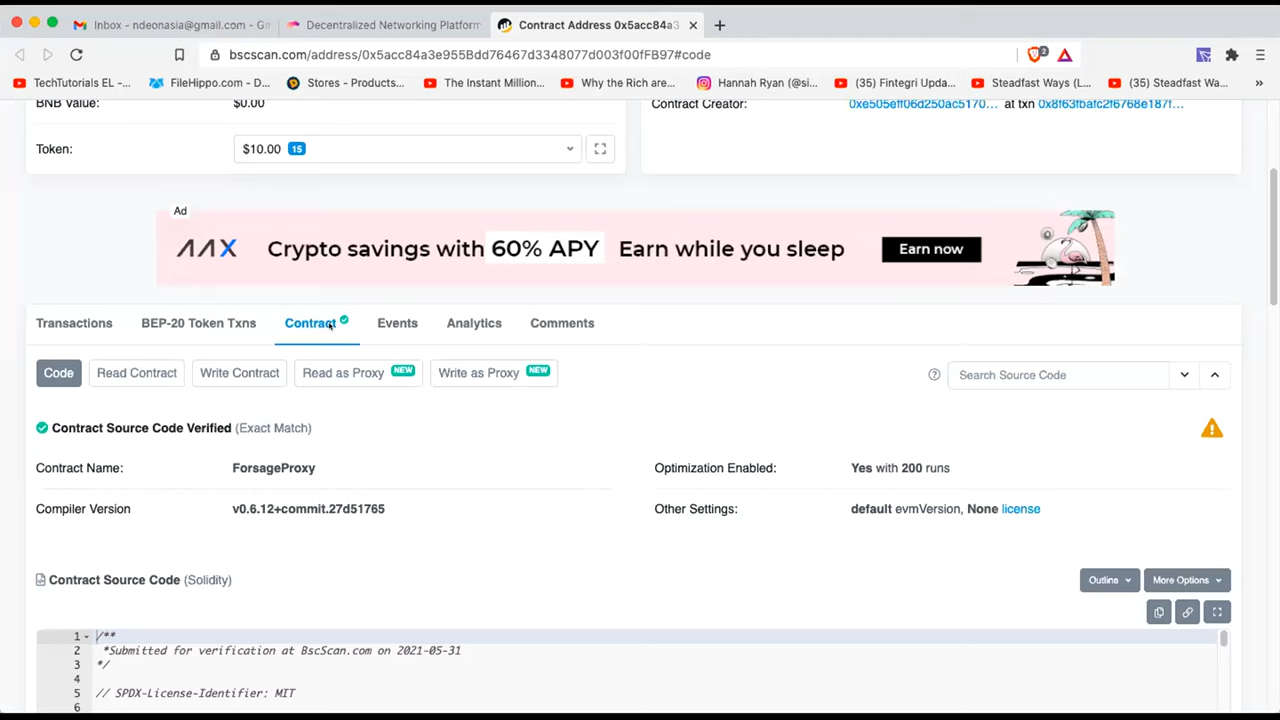 Inbox - ndeonasia@gmail.com - Gm
Decentralized Networking Platform
Contract Address 0x5acc84a3
bscscan.com/address/0x5acc84a3e955Bdd76467d3348077d003f00fFB97#code
2
TechTutorials EL -...
FileHippo.com - D...
Stores - Products...
The Instant Million...
Why the Rich are...
Hannah Ryan (@si...
(35) Fintegri Upda...
Steadfast Ways (L...
(35) Steadfast Wa...
»
BNB Value: $0.00
Contract Creator: 0xe505eff06d250ac5170... at txn 0x8f63fbafc2f6768e187f...
Token: $10.00 15
Ad
AAX Crypto savings with 60% APY Earn while you sleep Earn now
Transactions BEP-20 Token Txns Contract Events Analytics Comments
Code Read Contract Write Contract Read as Proxy NEW Write as Proxy NEW
Search Source Code
Contract Source Code Verified (Exact Match)
Contract Name: ForsageProxy
Optimization Enabled: Yes with 200 runs
Compiler Version v0.6.12+commit.27d51765
Other Settings: default evmVersion, None license
Contract Source Code (Solidity)
Outline More Options
1 /**
2 *Submitted for verification at BscScan.com on 2021-05-31
3 */
4
5 // SPDX-License-Identifier: MIT
6